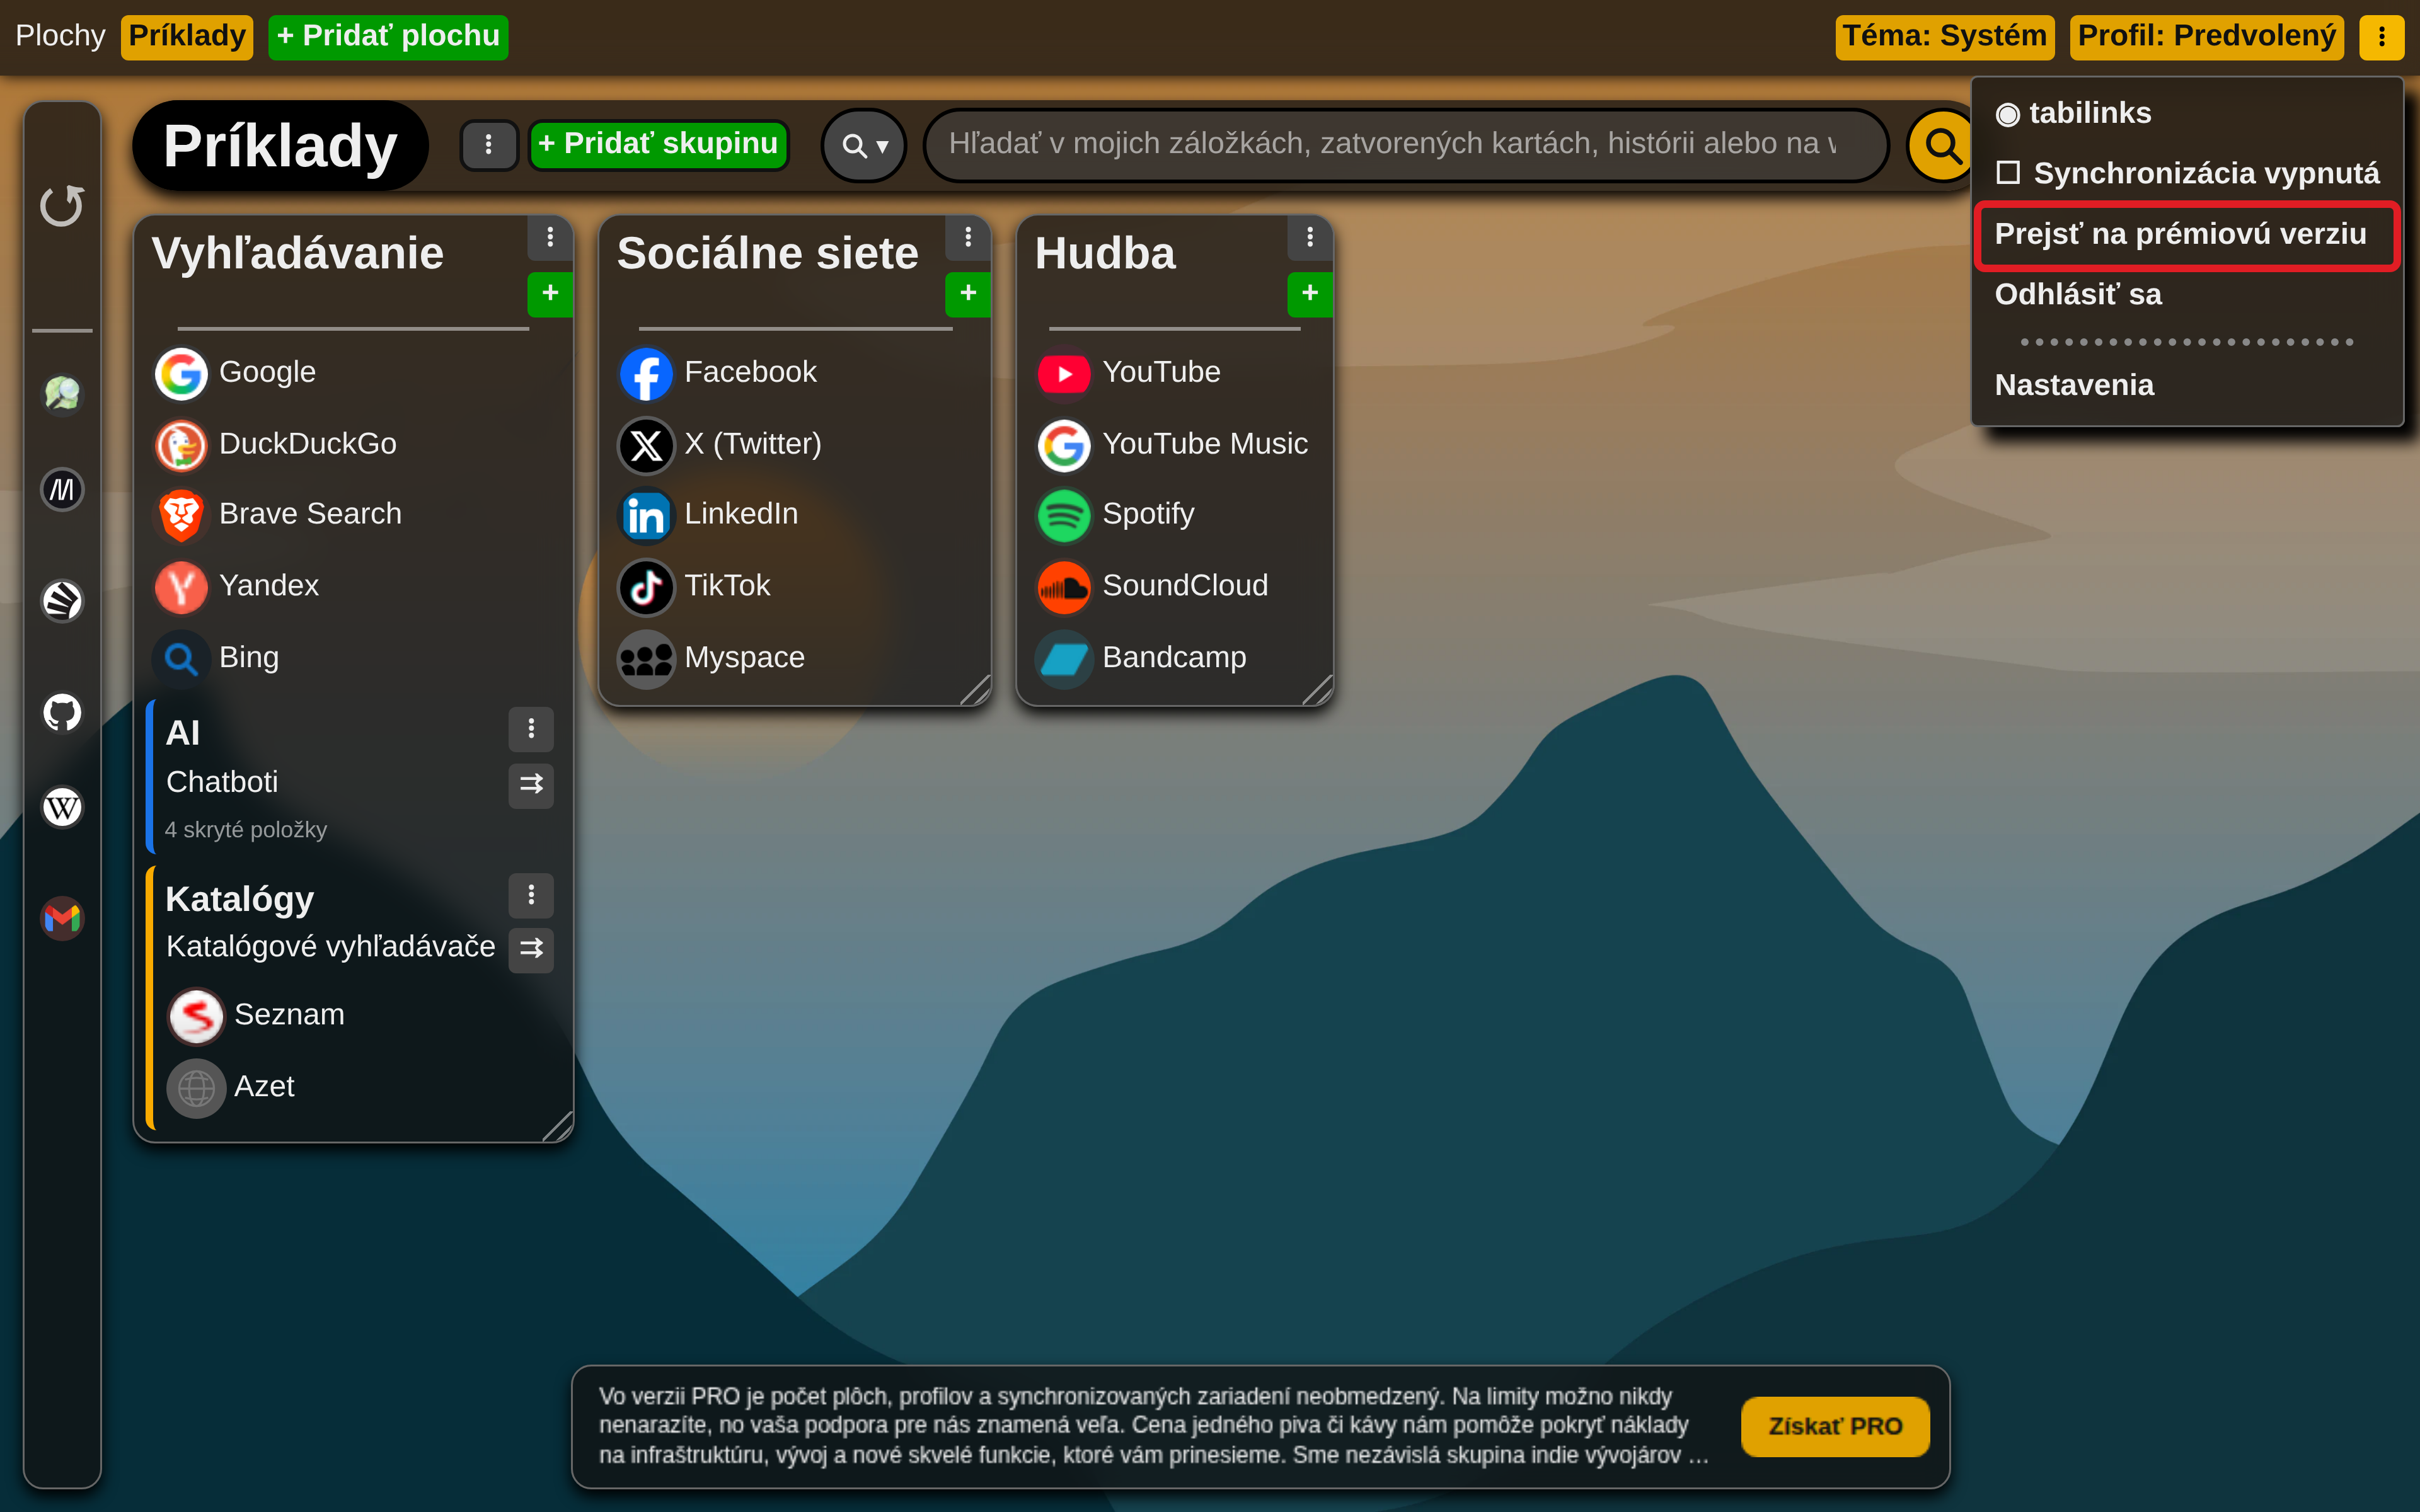 Plochy Príklady + Pridať plochu Téma: Systém Profil: Predvolený
◉ tabilinks
☐ Synchronizácia vypnutá
Prejsť na prémiovú verziu
Odhlásiť sa
Nastavenia
Príklady + Pridať skupinu Hľadať v mojich záložkách, zatvorených kartách, histórii alebo na
Vyhľadávanie
+
Google
DuckDuckGo
Brave Search
Yandex
Bing
AI
Chatboti
4 skryté položky
Katalógy
Katalógové vyhľadávače
Seznam
Azet
Sociálne siete
+
Facebook
X (Twitter)
LinkedIn
TikTok
Myspace
Hudba
+
YouTube
YouTube Music
Spotify
SoundCloud
Bandcamp
Vo verzii PRO je počet plôch, profilov a synchronizovaných zariadení neobmedzený. Na limity možno nikdy
nenarazíte, no vaša podpora pre nás znamená veľa. Cena jedného piva či kávy nám pomôže pokryť náklady
na infraštruktúru, vývoj a nové skvelé funkcie, ktoré vám prinesieme. Sme nezávislá skupina indie vývojárov ...
Získať PRO